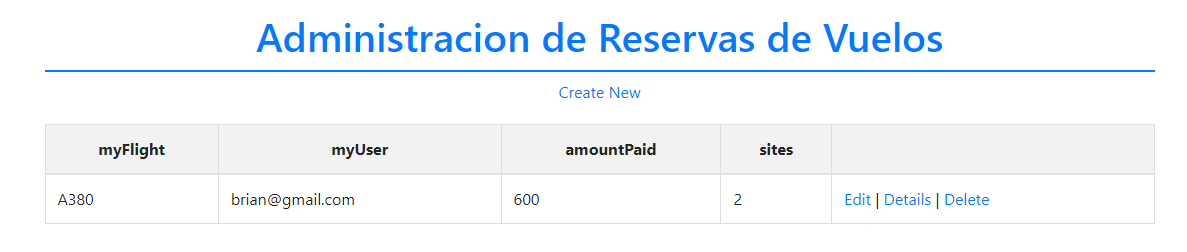 Administracion de Reservas de Vuelos
Create New
myFlight myUser amountPaid sites
A380 brian@gmail.com 600 2 Edit | Details | Delete